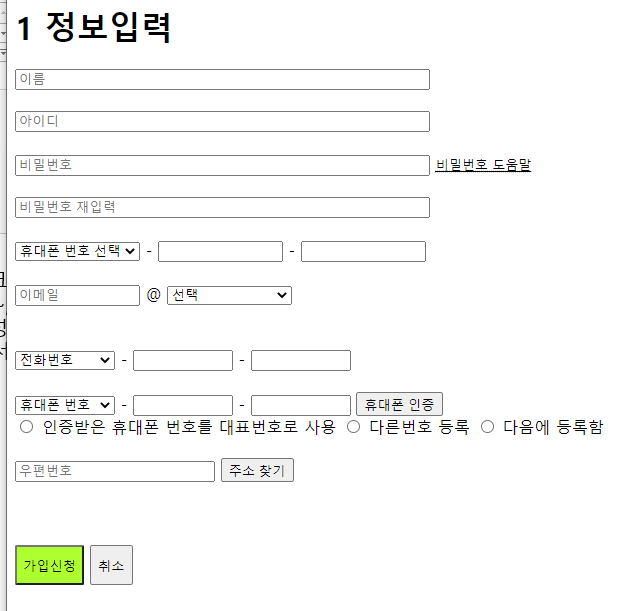 1 정보입력
이름
아이디
비밀번호 비밀번호 도움말
비밀번호 재입력
휴대폰 번호 선택 - -
이메일 @ 선택
전화번호 - -
휴대폰 번호 - - 휴대폰 인증
인증받은 휴대폰 번호를 대표번호로 사용 다른번호 등록 다음에 등록함
우편번호 주소 찾기
가입신청 취소